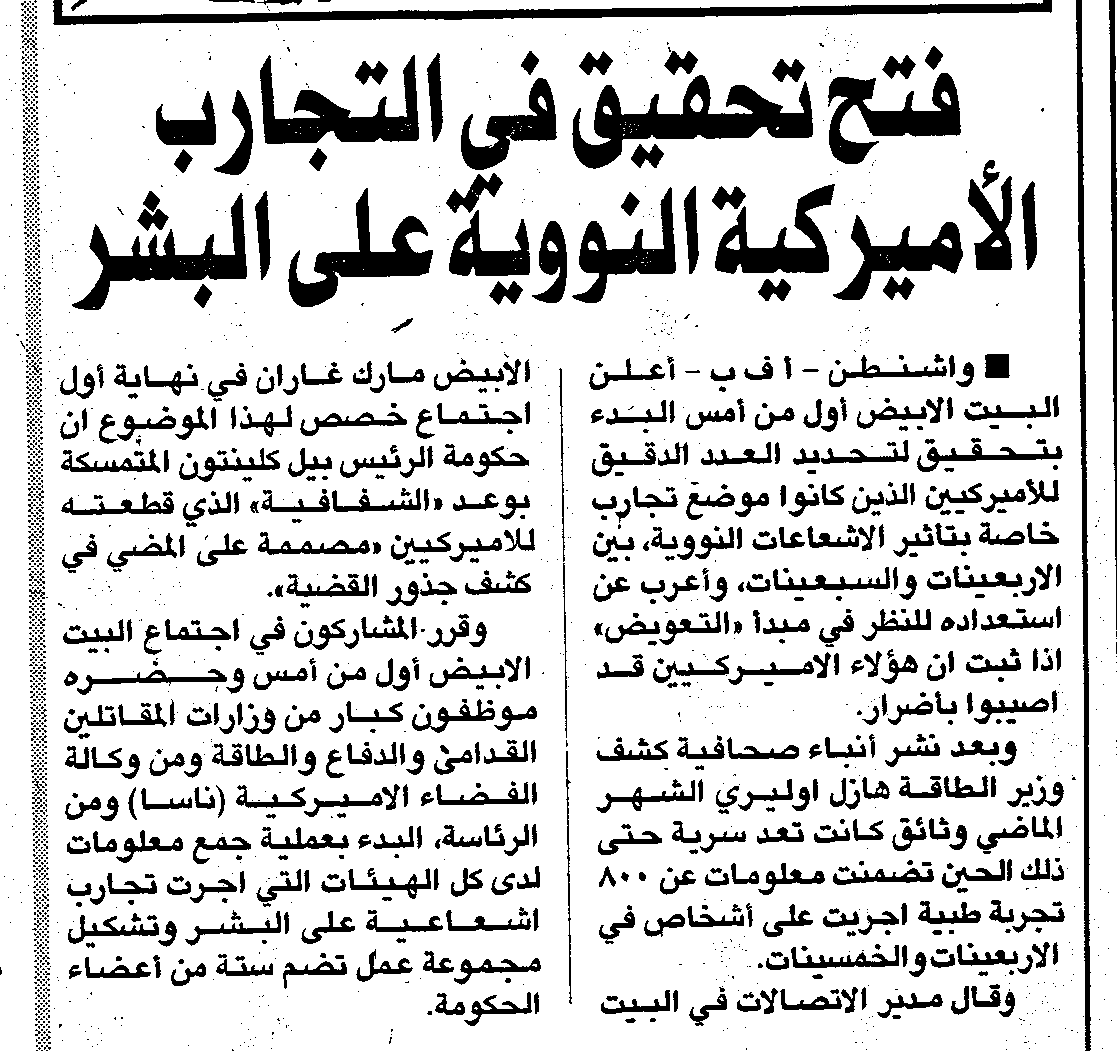 فتح تحقيق في التجارب
الأميركية النووية على البشر
■ واشنطن - أ ف ب - أعلن
البيت الابيض أول من أمس البدء
بتحقيق لتحديد العدد الدقيق
للأميركيين الذين كانوا موضع تجارب
خاصة بتاثير الاشعاعات النووية، بين
الاربعينات والسبعينات، وأعرب عن
استعداده للنظر في مبدأ «التعويض»
اذا ثبت ان هؤلاء الاميركيين قد
اصيبوا بأضرار.
وبعد نشر أنباء صحافية كشف
وزير الطاقة هازل اوليري الشهر
الماضي وثائق كانت تعد سرية حتى
ذلك الحين تضمنت معلومات عن ٨٠٠
تجربة طبية اجريت على أشخاص في
الاربعينات والخمسينات.
وقال مدير الاتصالات في البيت
الابيض مارك غاران في نهاية أول
اجتماع خصص لهذا الموضوع ان
حكومة الرئيس بيل كلينتون المتمسكة
بوعد «الشفافية» الذي قطعته
للاميركيين «مصممة على المضي في
كشف جذور القضية».
وقرر المشاركون في اجتماع البيت
الابيض أول من أمس وحضره
موظفون كبار من وزارات المقاتلين
القدامى والدفاع والطاقة ومن وكالة
الفضاء الاميركية (ناسا) ومن
الرئاسة، البدء بعملية جمع معلومات
لدى كل الهيئات التي اجرت تجارب
اشعاعية على البشر وتشكيل
مجموعة عمل تضم ستة من أعضاء
الحكومة.